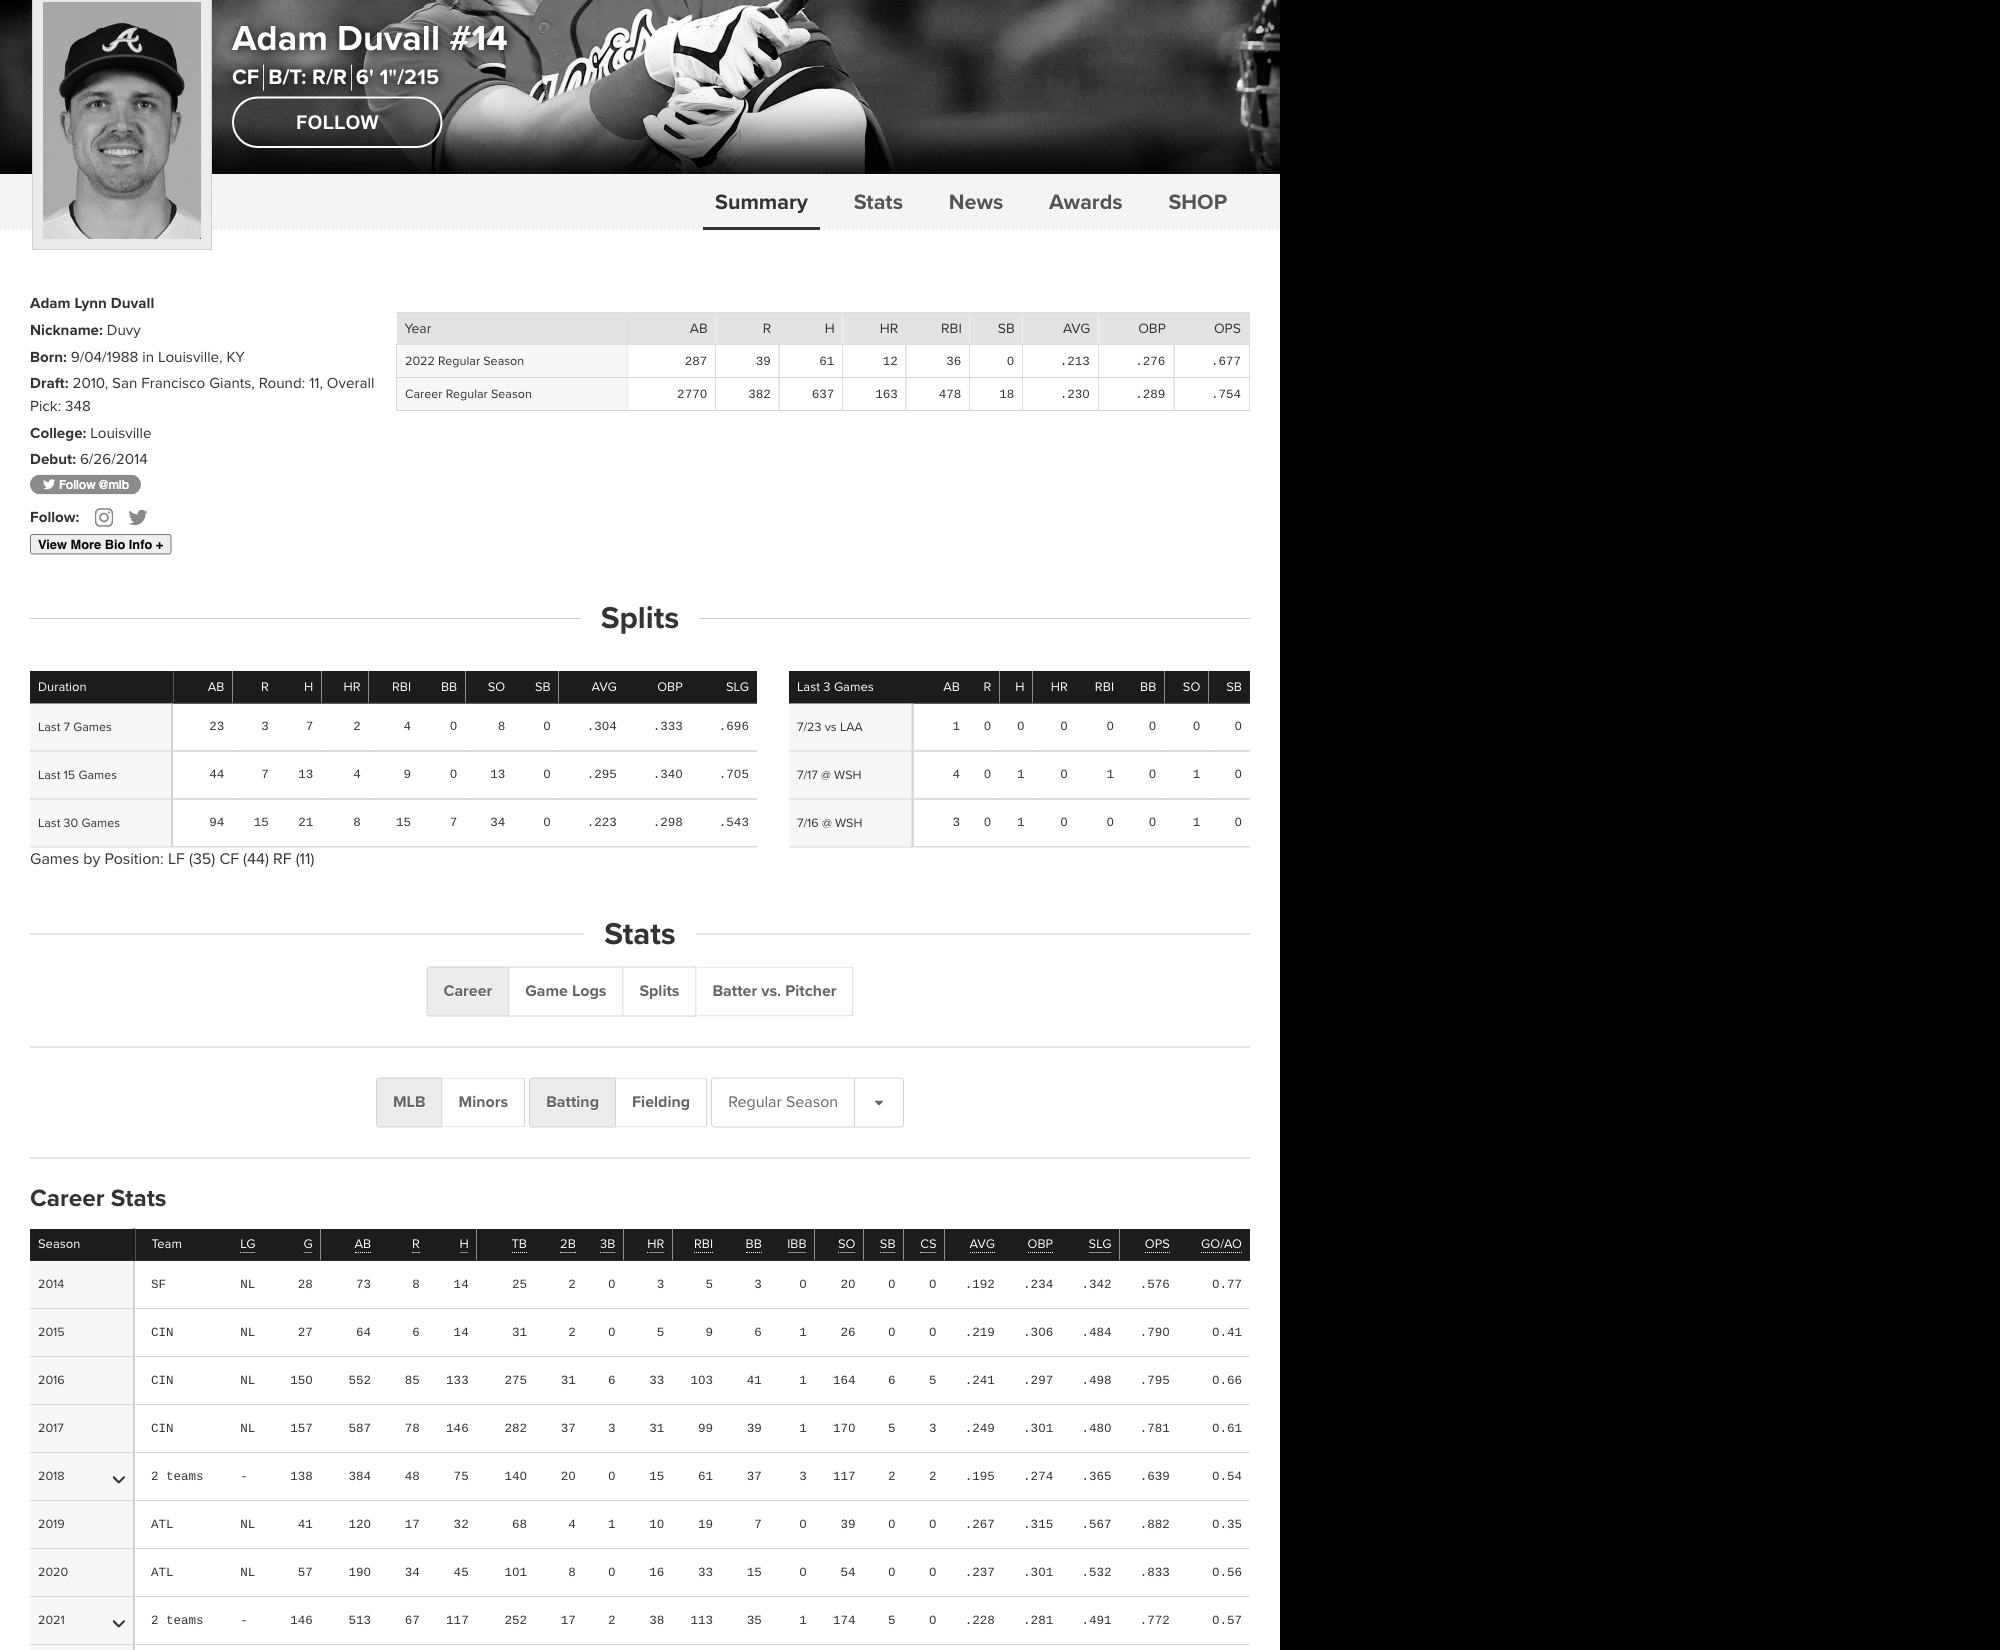 Adam Duvall #14
CF B/T: R/R 6' 1"/215
FOLLOW
Summary Stats News Awards SHOP
Adam Lynn Duvall
Nickname: Duvy
Born: 9/04/1988 in Louisville, KY
Draft: 2010, San Francisco Giants, Round: 11, Overall
Pick: 348
College: Louisville
Debut: 6/26/2014
Follow @mlb
Follow:
View More Bio Info +
Year AB R H HR RBI SB AVG OBP OPS
2022 Regular Season 287 39 61 12 36 0 .213 .276 .677
Career Regular Season 2770 382 637 163 478 18 .230 .289 .754
Splits
Duration AB R H HR RBI BB SO SB AVG OBP SLG
Last 7 Games 23 3 7 2 4 0 8 0 .304 .333 .696
Last 15 Games 44 7 13 4 9 0 13 0 .295 .340 .705
Last 30 Games 94 15 21 8 15 7 34 0 .223 .298 .543
Last 3 Games AB R H HR RBI BB SO SB
7/23 vs LAA 1 0 0 0 0 0 0 0
7/17 @ WSH 4 0 1 0 1 0 1 0
7/16 @ WSH 3 0 1 0 0 0 1 0
Games by Position: LF (35) CF (44) RF (11)
Stats
Career Game Logs Splits Batter vs. Pitcher
MLB Minors Batting Fielding Regular Season
Career Stats
Season Team LG G AB R H TB 2B 3B HR RBI BB IBB SO SB CS AVG OBP SLG OPS GO/AO
2014 SF NL 28 73 8 14 25 2 0 3 5 3 0 20 0 0 .192 .234 .342 .576 0.77
2015 CIN NL 27 64 6 14 31 2 0 5 9 6 1 26 0 0 .219 .306 .484 .790 0.41
2016 CIN NL 150 552 85 133 275 31 6 33 103 41 1 164 6 5 .241 .297 .498 .795 0.66
2017 CIN NL 157 587 78 146 282 37 3 31 99 39 1 170 5 3 .249 .301 .480 .781 0.61
2018 2 teams - 138 384 48 75 140 20 0 15 61 37 3 117 2 2 .195 .274 .365 .639 0.54
2019 ATL NL 41 120 17 32 68 4 1 10 19 7 0 39 0 0 .267 .315 .567 .882 0.35
2020 ATL NL 57 190 34 45 101 8 0 16 33 15 0 54 0 0 .237 .301 .532 .833 0.56
2021 2 teams - 146 513 67 117 252 17 2 38 113 35 1 174 5 0 .228 .281 .491 .772 0.57